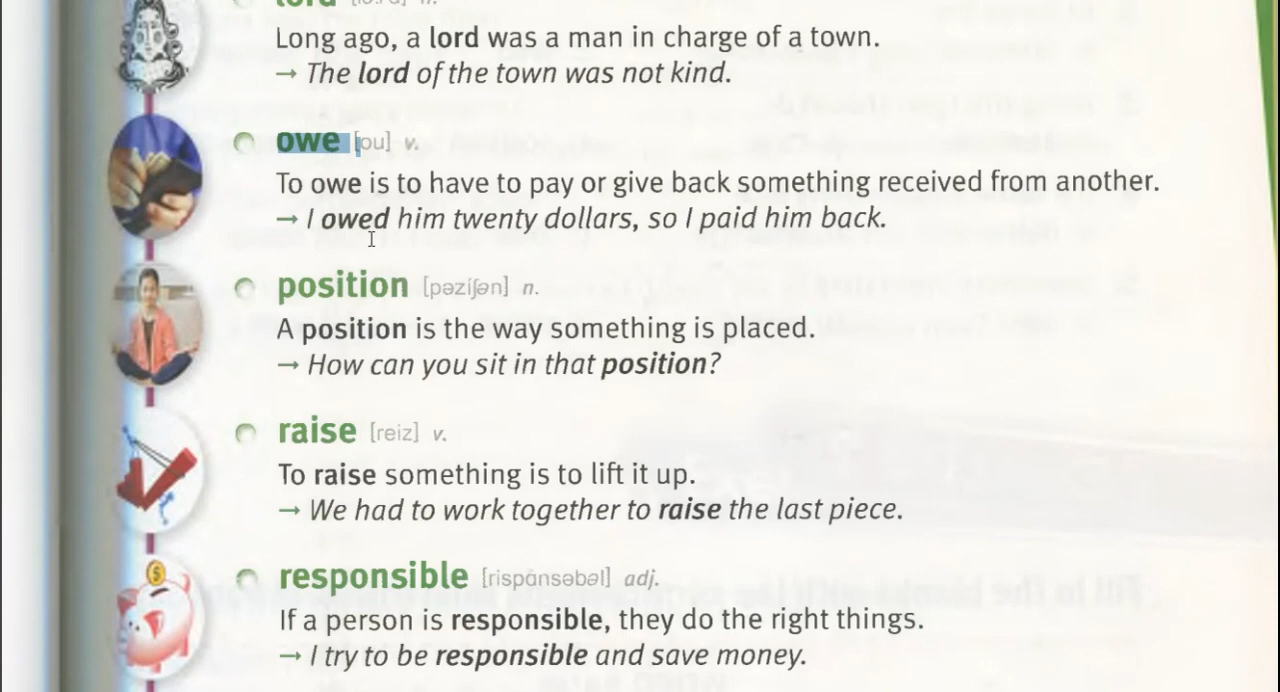 lord
Long ago, a lord was a man in charge of a town.
→ The lord of the town was not kind.
owe [ou] v.
To owe is to have to pay or give back something received from another.
→ I owed him twenty dollars, so I paid him back.
position [pəziʃən] n.
A position is the way something is placed.
→ How can you sit in that position?
raise [reiz] v.
To raise something is to lift it up.
→ We had to work together to raise the last piece.
responsible [rispánsəbəl] adj.
If a person is responsible, they do the right things.
→ I try to be responsible and save money.